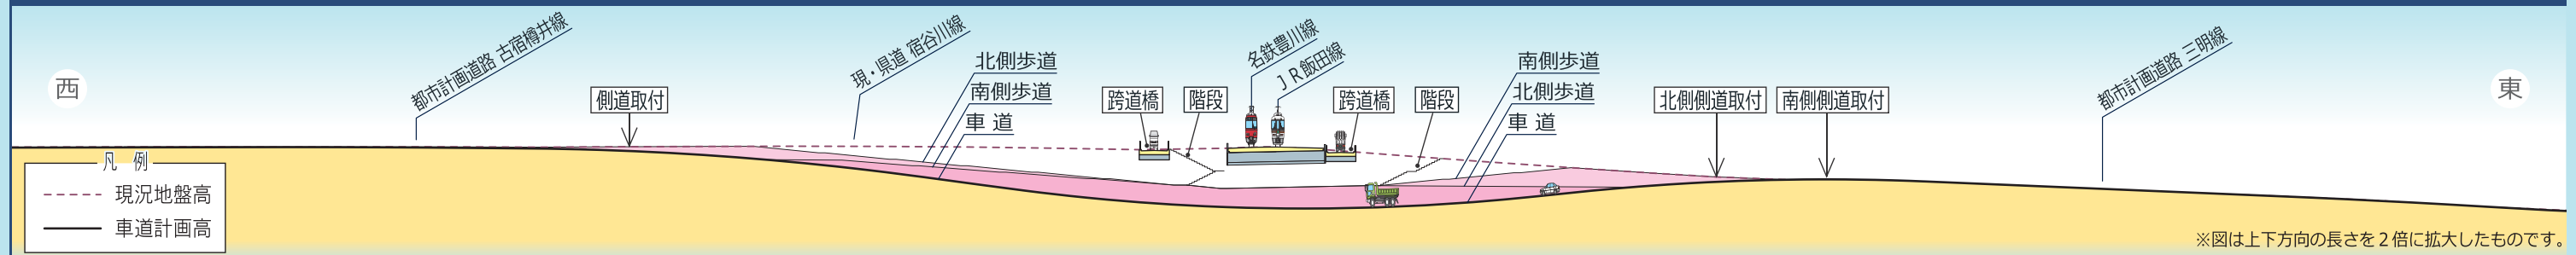 西
都市計画道路 古宿樽井線
側道取付
現・県道 宿谷川線
北側歩道
南側歩道
車 道
跨道橋
階段
名鉄豊川線
JR飯田線
跨道橋
階段
南側歩道
北側歩道
車 道
北側側道取付
南側側道取付
都市計画道路 三明線
東
凡 例
現況地盤高
車道計画高
※図は上下方向の長さを2倍に拡大したものです。